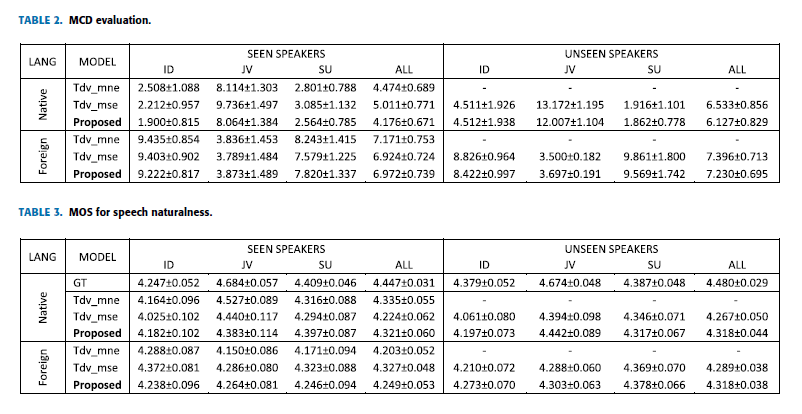 TABLE 2. MCD evaluation.
LANG MODEL SEEN SPEAKERS UNSEEN SPEAKERS
ID JV SU ALL ID JV SU ALL
Native
Tdv_mne 2.508±1.088 8.114±1.303 2.801±0.788 4.474±0.689 - - - -
Tdv_mse 2.212±0.957 9.736±1.497 3.085±1.132 5.011±0.771 4.511±1.926 13.172±1.195 1.916±1.101 6.533±0.856
Proposed 1.900±0.815 8.064±1.384 2.564±0.785 4.176±0.671 4.512±1.938 12.007±1.104 1.862±0.778 6.127±0.829
Foreign
Tdv_mne 9.435±0.854 3.836±1.453 8.243±1.415 7.171±0.753 - - - -
Tdv_mse 9.403±0.902 3.789±1.484 7.579±1.225 6.924±0.724 8.826±0.964 3.500±0.182 9.861±1.800 7.396±0.713
Proposed 9.222±0.817 3.873±1.489 7.820±1.337 6.972±0.739 8.422±0.997 3.697±0.191 9.569±1.742 7.230±0.695
TABLE 3. MOS for speech naturalness.
LANG MODEL SEEN SPEAKERS UNSEEN SPEAKERS
ID JV SU ALL ID JV SU ALL
Native
GT 4.247±0.052 4.684±0.057 4.409±0.046 4.447±0.031 4.379±0.052 4.674±0.048 4.387±0.048 4.480±0.029
Tdv_mne 4.164±0.096 4.527±0.089 4.316±0.088 4.335±0.055 - - - -
Tdv_mse 4.025±0.102 4.440±0.117 4.294±0.087 4.224±0.062 4.061±0.080 4.394±0.098 4.346±0.071 4.267±0.050
Proposed 4.182±0.102 4.383±0.114 4.397±0.087 4.321±0.060 4.197±0.073 4.442±0.089 4.317±0.067 4.318±0.044
Foreign
Tdv_mne 4.288±0.087 4.150±0.086 4.171±0.094 4.203±0.052 - - - -
Tdv_mse 4.372±0.081 4.286±0.080 4.323±0.088 4.327±0.048 4.210±0.072 4.288±0.060 4.369±0.070 4.289±0.038
Proposed 4.238±0.096 4.264±0.081 4.246±0.094 4.249±0.053 4.273±0.070 4.303±0.063 4.378±0.066 4.318±0.038